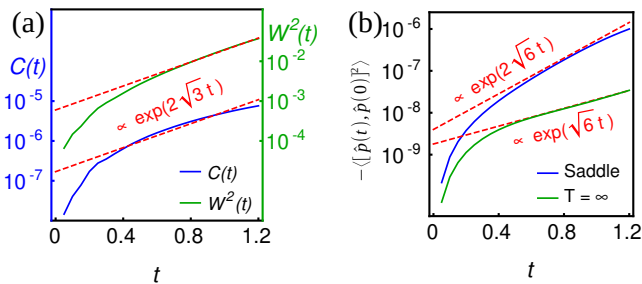 (a)
C(t)
W²(t)
10⁻⁵
10⁻⁶
10⁻⁷
10⁻²
10⁻³
10⁻⁴
∝ exp(2√3 t)
C(t)
W²(t)
0
0.4
0.8
1.2
t
(b)
−⟨[p̂(t), p̂(0)]²⟩
10⁻⁶
10⁻⁷
10⁻⁸
10⁻⁹
∝ exp(2√6 t)
∝ exp(√6 t)
Saddle
T = ∞
0
0.4
0.8
1.2
t